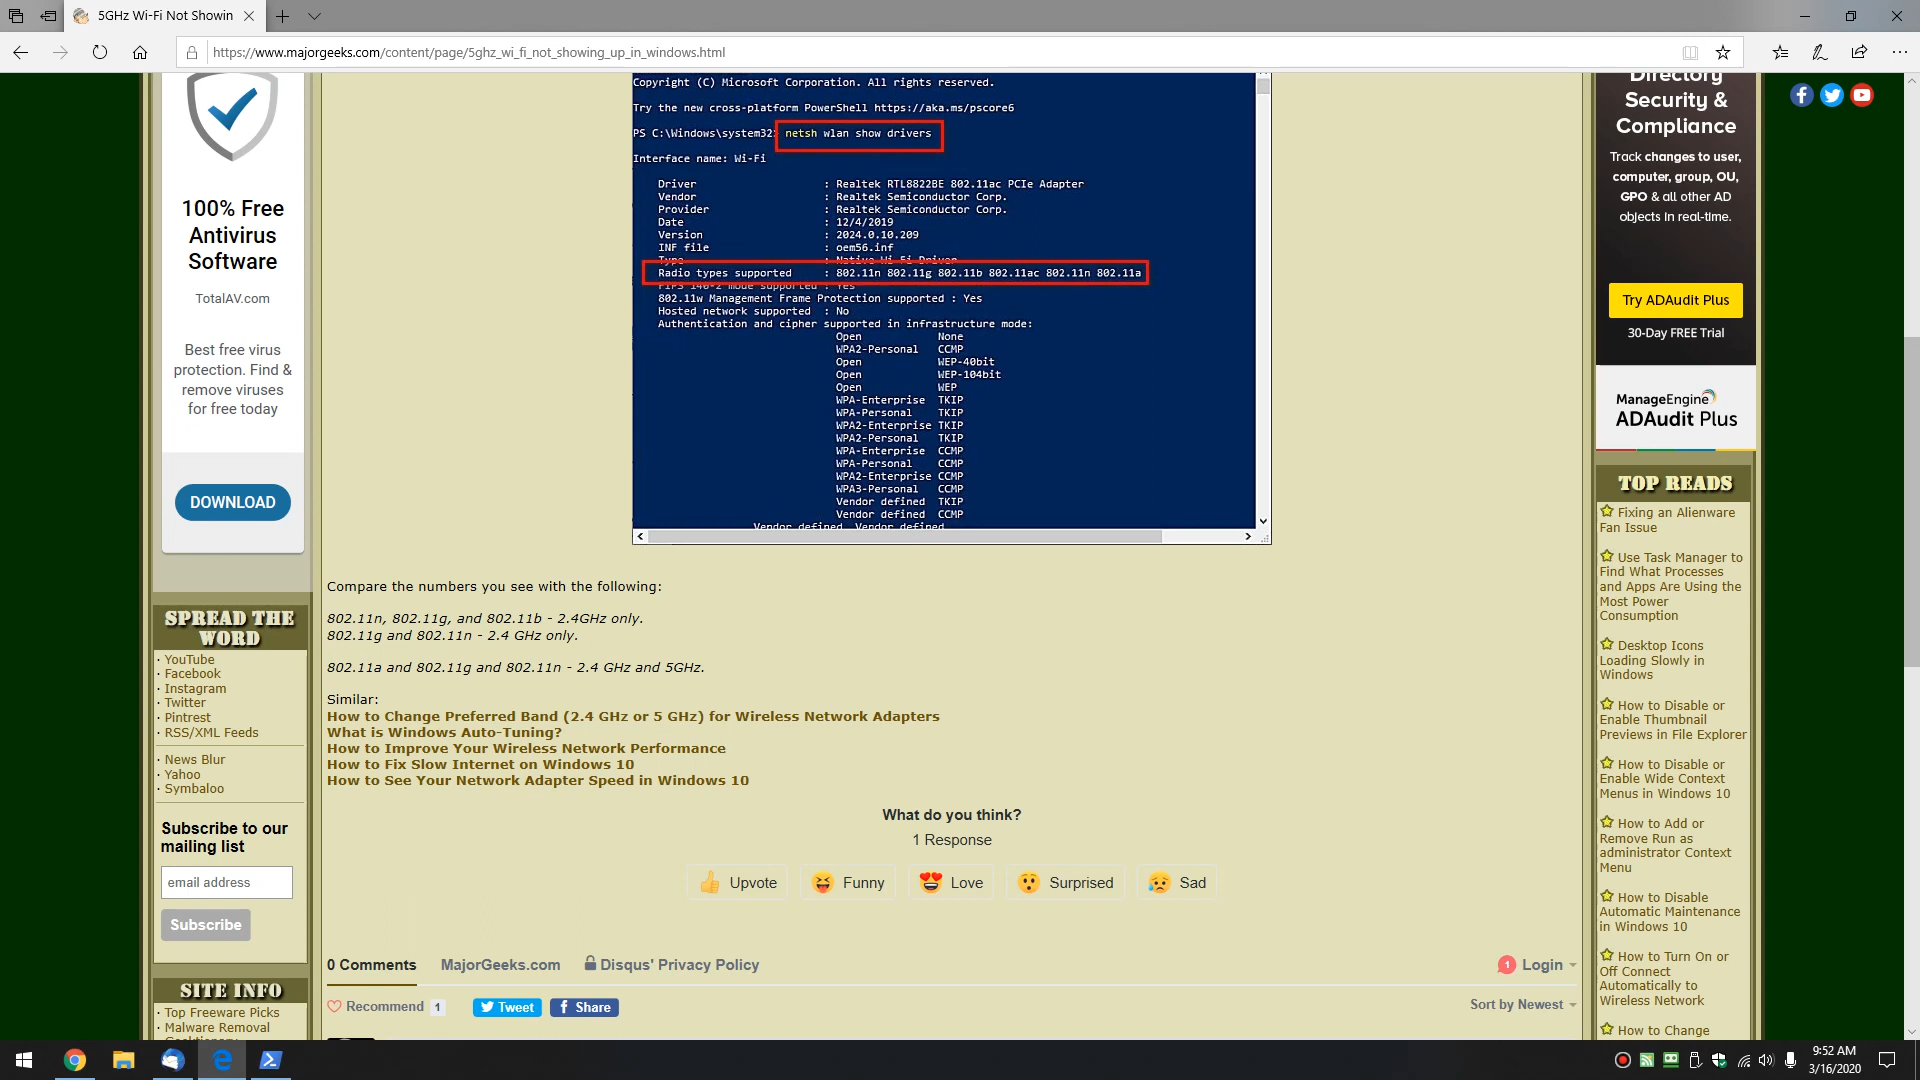 5GHz Wi-Fi Not Showin
https://www.majorgeeks.com/content/page/5ghz_wi_fi_not_showing_up_in_windows.html
100% Free
Antivirus
Software
TotalAV.com
Best free virus
protection. Find &
remove viruses
for free today
DOWNLOAD
SPREAD THE
WORD
· YouTube
· Facebook
· Instagram
· Twitter
· Pintrest
· RSS/XML Feeds
· News Blur
· Yahoo
· Symbaloo
Subscribe to our
mailing list
email address
Subscribe
SITE INFO
· Top Freeware Picks
· Malware Removal
Copyright (C) Microsoft Corporation. All rights reserved.
Try the new cross-platform PowerShell https://aka.ms/pscore6
PS C:\Windows\system32> netsh wlan show drivers
Interface name: Wi-Fi
Driver : Realtek RTL8822BE 802.11ac PCIe Adapter
Vendor : Realtek Semiconductor Corp.
Provider : Realtek Semiconductor Corp.
Date : 12/4/2019
Version : 2024.0.10.209
INF file : oem56.inf
Type : Native Wi-Fi Driver
Radio types supported : 802.11n 802.11g 802.11b 802.11ac 802.11n 802.11a
FIPS 140-2 mode supported : Yes
802.11w Management Frame Protection supported : Yes
Hosted network supported : No
Authentication and cipher supported in infrastructure mode:
Open None
WPA2-Personal CCMP
Open WEP-40bit
Open WEP-104bit
Open WEP
WPA-Enterprise TKIP
WPA-Personal TKIP
WPA2-Enterprise TKIP
WPA2-Personal TKIP
WPA-Enterprise CCMP
WPA-Personal CCMP
WPA2-Enterprise CCMP
WPA3-Personal CCMP
Vendor defined TKIP
Vendor defined CCMP
Vendor defined Vendor defined
Compare the numbers you see with the following:
802.11n, 802.11g, and 802.11b - 2.4GHz only.
802.11g and 802.11n - 2.4 GHz only.
802.11a and 802.11g and 802.11n - 2.4 GHz and 5GHz.
Similar:
How to Change Preferred Band (2.4 GHz or 5 GHz) for Wireless Network Adapters
What is Windows Auto-Tuning?
How to Improve Your Wireless Network Performance
How to Fix Slow Internet on Windows 10
How to See Your Network Adapter Speed in Windows 10
What do you think?
1 Response
Upvote Funny Love Surprised Sad
0 Comments MajorGeeks.com Disqus' Privacy Policy 1 Login
Recommend 1 Tweet Share Sort by Newest
Directory
Security &
Compliance
Track changes to user,
computer, group, OU,
GPO & all other AD
objects in real-time.
Try ADAudit Plus
30-Day FREE Trial
ManageEngine
ADAudit Plus
TOP READS
Fixing an Alienware
Fan Issue
Use Task Manager to
Find What Processes
and Apps Are Using the
Most Power
Consumption
Desktop Icons
Loading Slowly in
Windows
How to Disable or
Enable Thumbnail
Previews in File Explorer
How to Disable or
Enable Wide Context
Menus in Windows 10
How to Add or
Remove Run as
administrator Context
Menu
How to Disable
Automatic Maintenance
in Windows 10
How to Turn On or
Off Connect
Automatically to
Wireless Network
How to Change
9:52 AM
3/16/2020